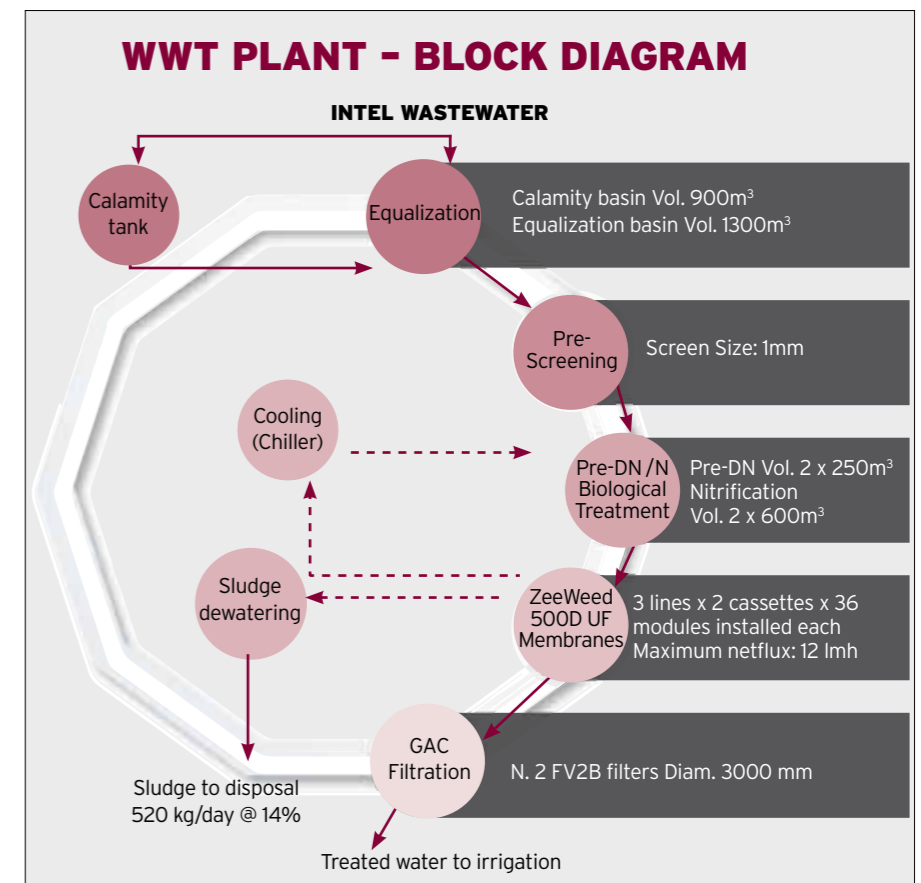 WWT PLANT – BLOCK DIAGRAM
INTEL WASTEWATER
Calamity
tank
Equalization
Calamity basin Vol. 900m³
Equalization basin Vol. 1300m³
Pre-
Screening
Screen Size: 1mm
Cooling
(Chiller)
Pre-DN /N
Biological
Treatment
Pre-DN Vol. 2 x 250m³
Nitrification
Vol. 2 x 600m³
Sludge
dewatering
ZeeWeed
500D UF
Membranes
3 lines x 2 cassettes x 36
modules installed each
Maximum netflux: 12 lmh
GAC
Filtration
N. 2 FV2B filters Diam. 3000 mm
Sludge to disposal
520 kg/day @ 14%
Treated water to irrigation